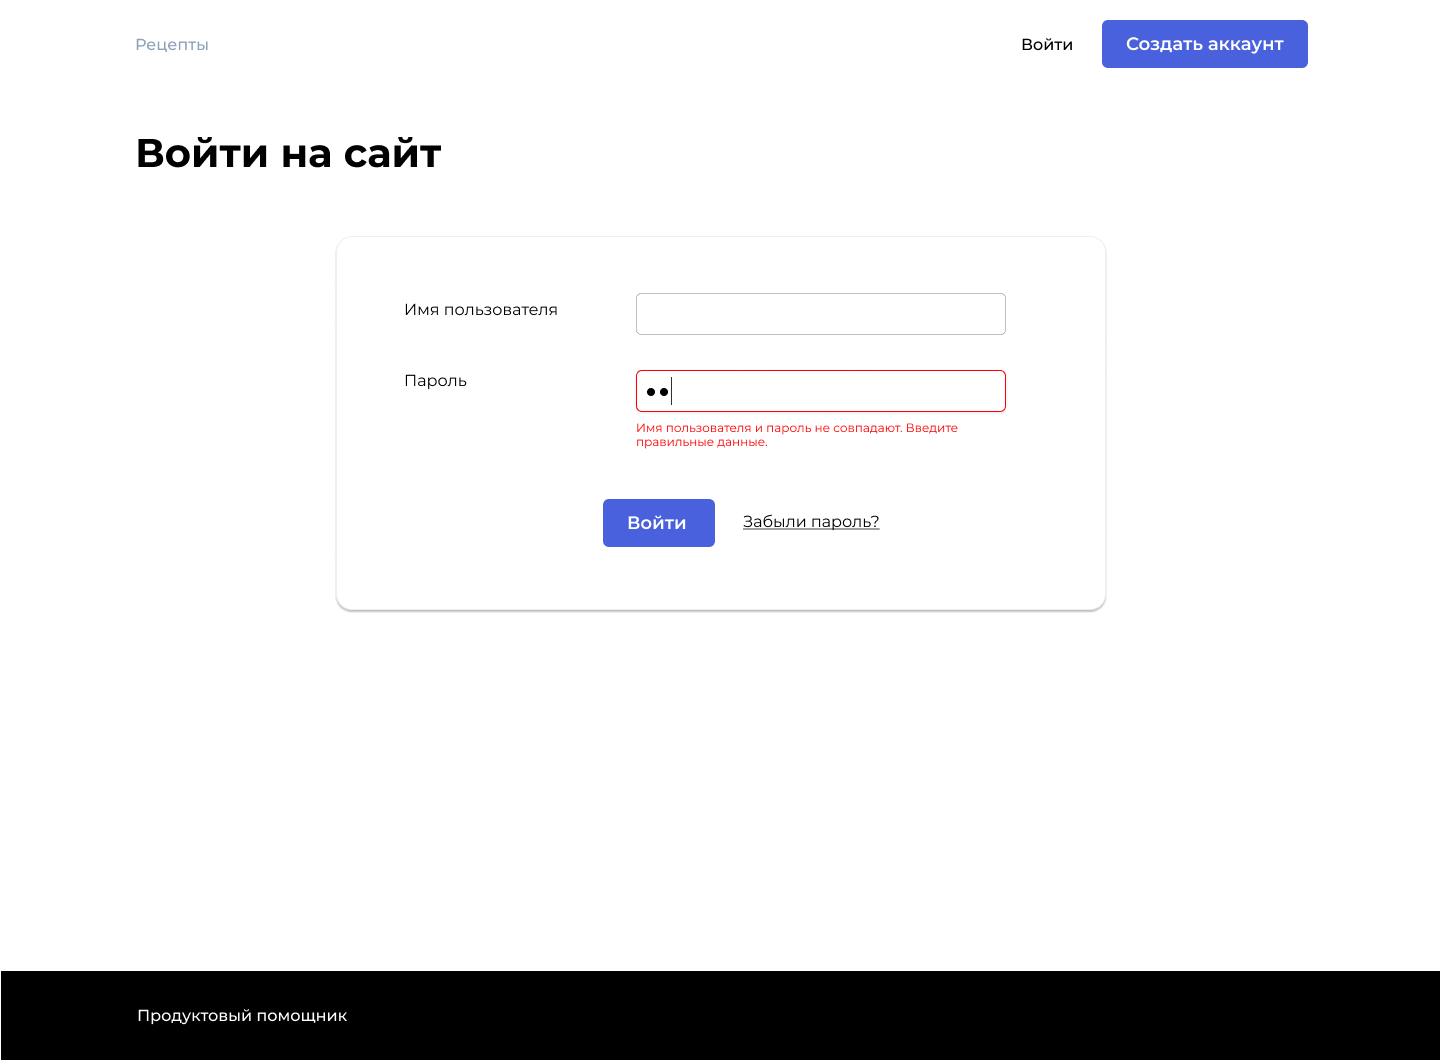 Рецепты
Войти
Создать аккаунт
Войти на сайт
Имя пользователя
Пароль
Имя пользователя и пароль не совпадают. Введите
правильные данные.
Войти
Забыли пароль?
Продуктовый помощник